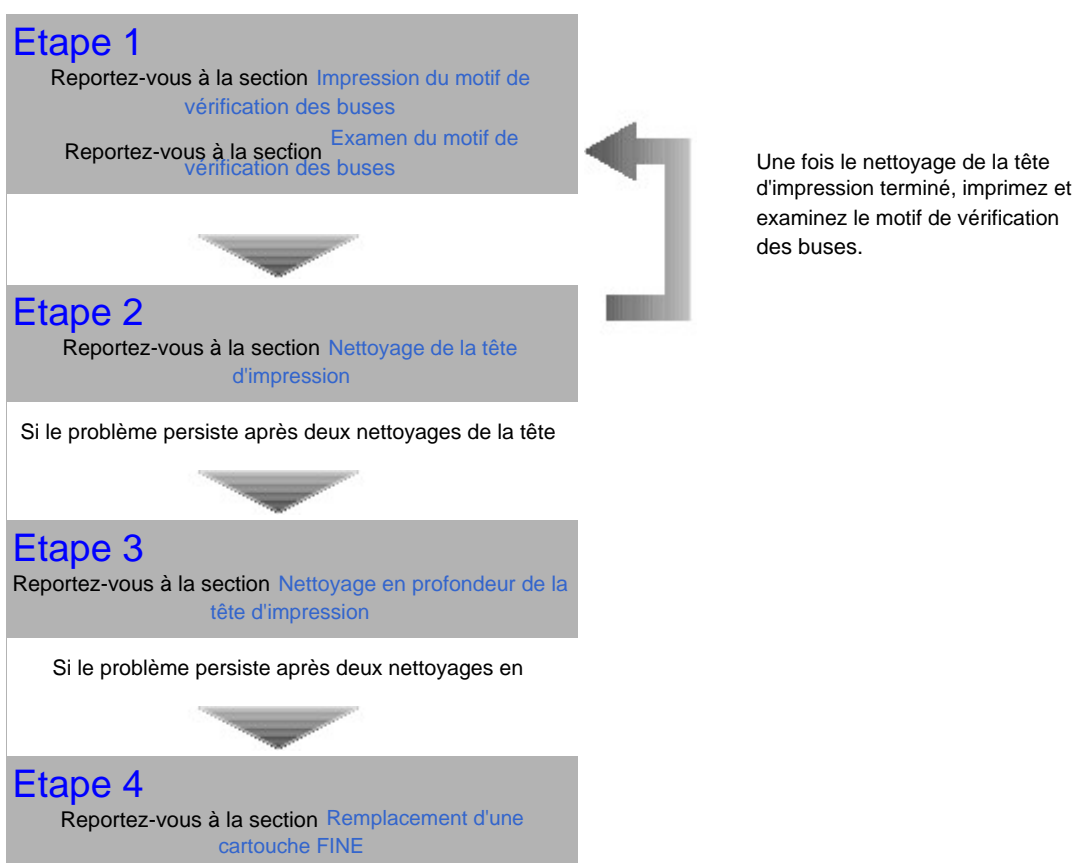 Etape 1
Reportez-vous à la section Impression du motif de
vérification des buses
Reportez-vous à la section Examen du motif de
vérification des buses
Une fois le nettoyage de la tête
d'impression terminé, imprimez et
examinez le motif de vérification
des buses.
Etape 2
Reportez-vous à la section Nettoyage de la tête
d'impression
Si le problème persiste après deux nettoyages de la tête
Etape 3
Reportez-vous à la section Nettoyage en profondeur de la
tête d'impression
Si le problème persiste après deux nettoyages en
Etape 4
Reportez-vous à la section Remplacement d'une
cartouche FINE